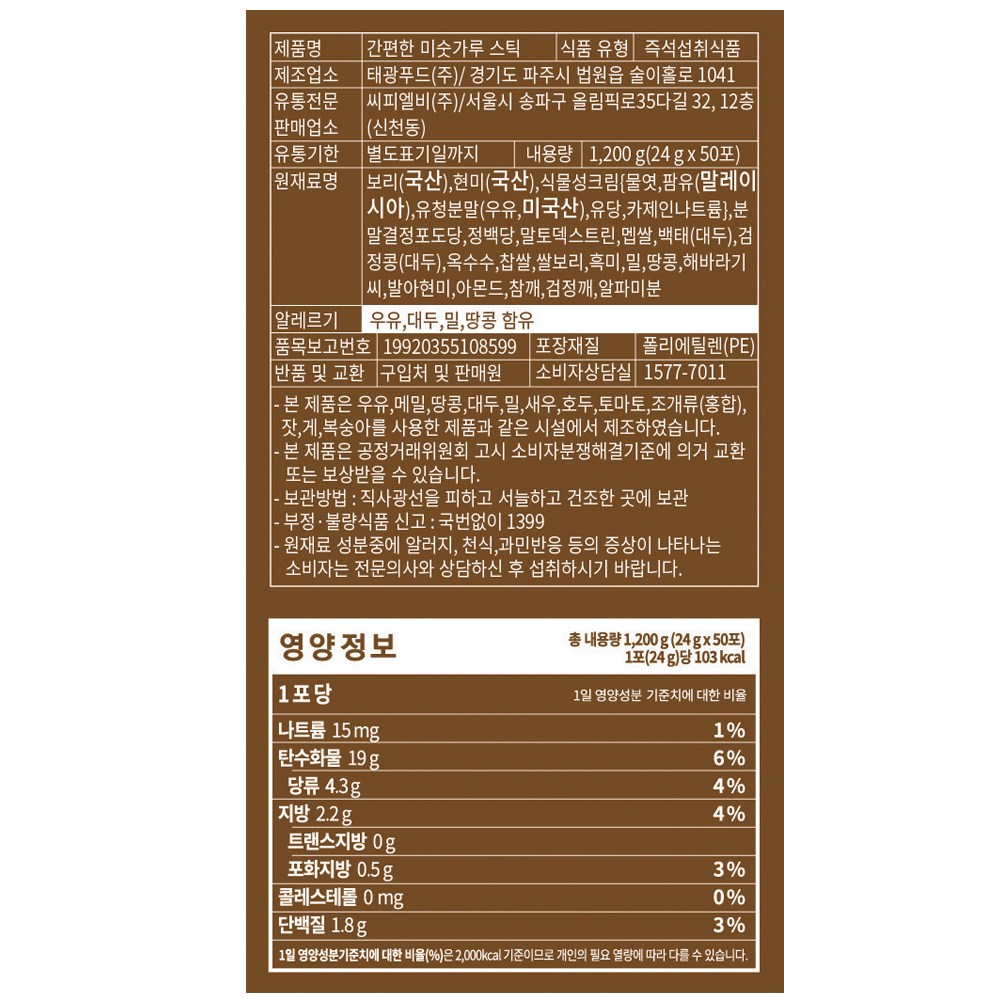 제품명 간편한 미숫가루 스틱 식품 유형 즉석섭취식품
제조업소 태광푸드(주)/ 경기도 파주시 법원읍 술이홀로 1041
유통전문 씨피엘비(주)/서울시 송파구 올림픽로35다길 32, 12층
판매업소 (신천동)
유통기한 별도표기일까지 내용량 1,200 g(24 g x 50포)
원재료명 보리(국산),현미(국산),식물성크림{물엿,팜유(말레이
시아),유청분말(우유,미국산),유당,카제인나트륨},분
말결정포도당,정백당,말토덱스트린,멥쌀,백태(대두),검
정콩(대두),옥수수,찹쌀,쌀보리,흑미,밀,땅콩,해바라기
씨,발아현미,아몬드,참깨,검정깨,알파미분
알레르기 우유,대두,밀,땅콩 함유
품목보고번호 19920355108599 포장재질 폴리에틸렌(PE)
반품 및 교환 구입처 및 판매원 소비자상담실 1577-7011
- 본 제품은 우유,메밀,땅콩,대두,밀,새우,호두,토마토,조개류(홍합),
잣,게,복숭아를 사용한 제품과 같은 시설에서 제조하였습니다.
- 본 제품은 공정거래위원회 고시 소비자분쟁해결기준에 의거 교환
또는 보상받을 수 있습니다.
- 보관방법 : 직사광선을 피하고 서늘하고 건조한 곳에 보관
- 부정·불량식품 신고 : 국번없이 1399
- 원재료 성분중에 알러지, 천식,과민반응 등의 증상이 나타나는
소비자는 전문의사와 상담하신 후 섭취하시기 바랍니다.
영양정보 총 내용량 1,200 g (24 g x 50포)
1포(24 g)당 103 kcal
1포당 1일 영양성분 기준치에 대한 비율
나트륨 15 mg 1%
탄수화물 19 g 6%
당류 4.3 g 4%
지방 2.2 g 4%
트랜스지방 0 g
포화지방 0.5 g 3%
콜레스테롤 0 mg 0%
단백질 1.8 g 3%
1일 영양성분기준치에 대한 비율(%)은 2,000kcal 기준이므로 개인의 필요 열량에 따라 다를 수 있습니다.